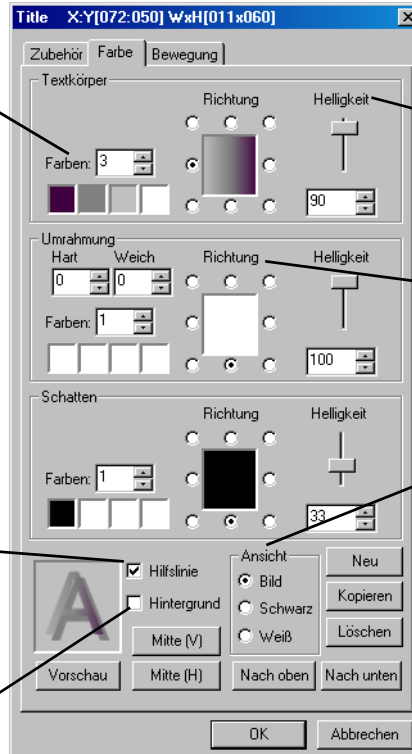 Title X:Y[072:050] WxH[011x060]
Zubehör Farbe Bewegung
Textkörper
Richtung Helligkeit
Farben: 3
90
Umrahmung
Hart Weich Richtung Helligkeit
0 0
Farben: 1
100
Schatten
Richtung Helligkeit
Farben: 1
33
A
Hilfslinie
Hintergrund
Mitte (V)
Vorschau Mitte (H)
Ansicht
Bild
Schwarz
Weiß
Neu
Kopieren
Löschen
Nach oben Nach unten
OK Abbrechen